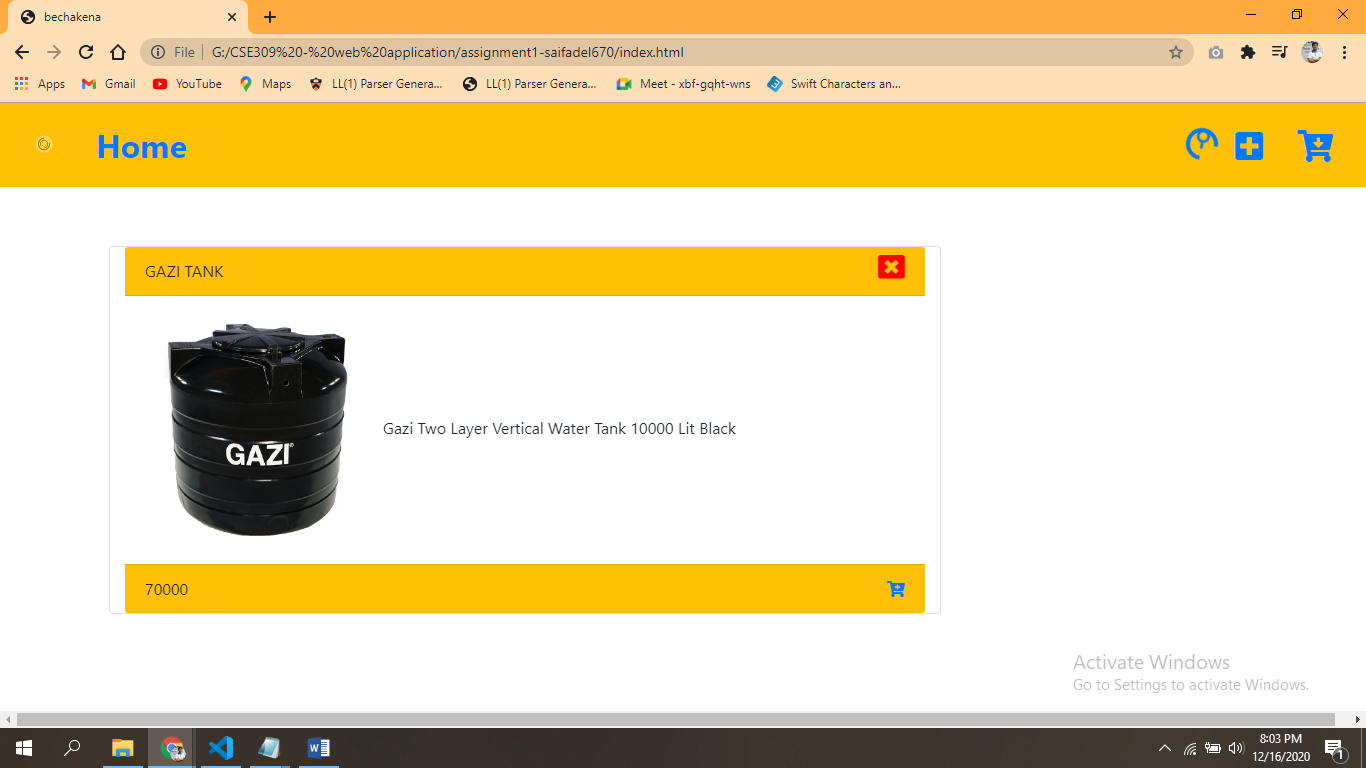 bechakena
File
G:/CSE309%20-%20web%20application/assignment1-saifadel670/index.html
Apps
Gmail
YouTube
Maps
LL(1) Parser Genera...
LL(1) Parser Genera...
Meet - xbf-gqht-wns
Swift Characters an...
Home
GAZI TANK
GAZI
Gazi Two Layer Vertical Water Tank 10000 Lit Black
70000
Activate Windows
Go to Settings to activate Windows.
8:03 PM
12/16/2020
1